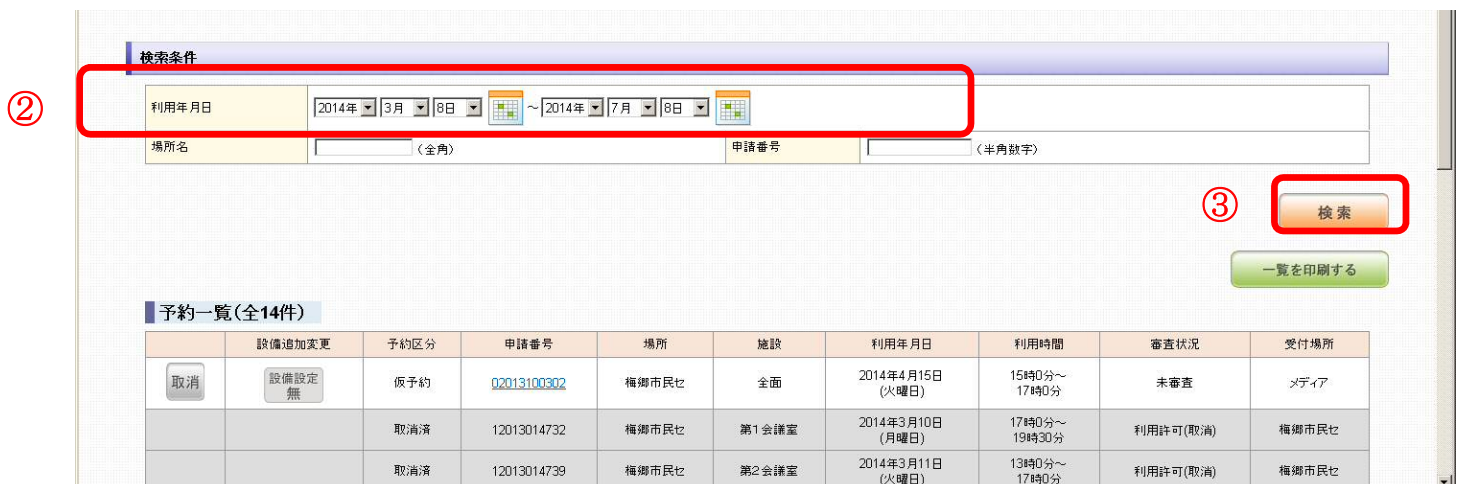 検索条件
②
利用年月日 2014年 3月 8日 ～ 2014年 7月 8日
場所名 (全角) 申請番号 (半角数字)
③ 検索
一覧を印刷する
予約一覧(全14件)
設備追加変更 予約区分 申請番号 場所 施設 利用年月日 利用時間 審査状況 受付場所
取消 設備設定無 仮予約 02013100302 梅郷市民セ 全面 2014年4月15日(火曜日) 15時0分～17時0分 未審査 メディア
取消済 12013014732 梅郷市民セ 第1会議室 2014年3月10日(月曜日) 17時0分～19時30分 利用許可(取消) 梅郷市民セ
取消済 12013014739 梅郷市民セ 第2会議室 2014年3月11日(火曜日) 13時0分～17時0分 利用許可(取消) 梅郷市民セ